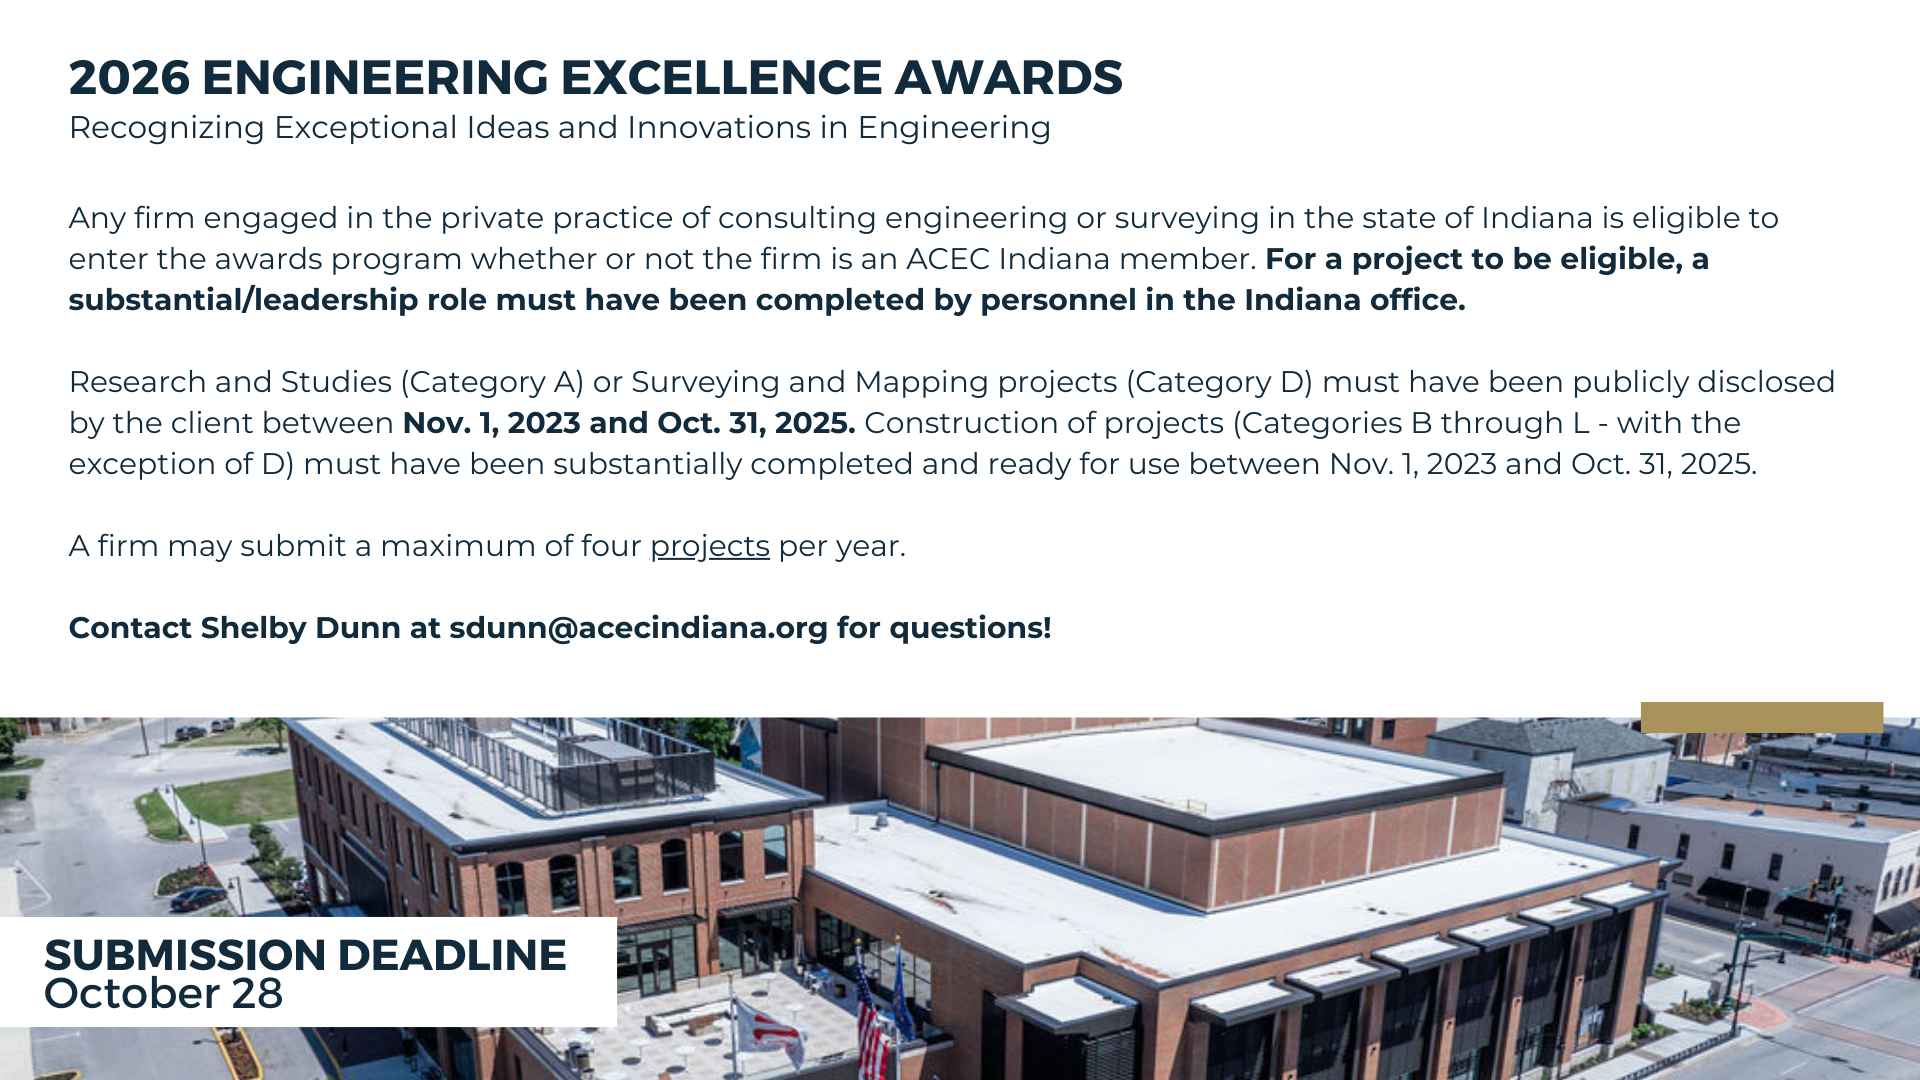 2026 ENGINEERING EXCELLENCE AWARDS
Recognizing Exceptional Ideas and Innovations in Engineering
Any firm engaged in the private practice of consulting engineering or surveying in the state of Indiana is eligible to
enter the awards program whether or not the firm is an ACEC Indiana member. For a project to be eligible, a
substantial/leadership role must have been completed by personnel in the Indiana office.
Research and Studies (Category A) or Surveying and Mapping projects (Category D) must have been publicly disclosed
by the client between Nov. 1, 2023 and Oct. 31, 2025. Construction of projects (Categories B through L - with the
exception of D) must have been substantially completed and ready for use between Nov. 1, 2023 and Oct. 31, 2025.
A firm may submit a maximum of four projects per year.
Contact Shelby Dunn at sdunn@acecindiana.org for questions!
SUBMISSION DEADLINE
October 28